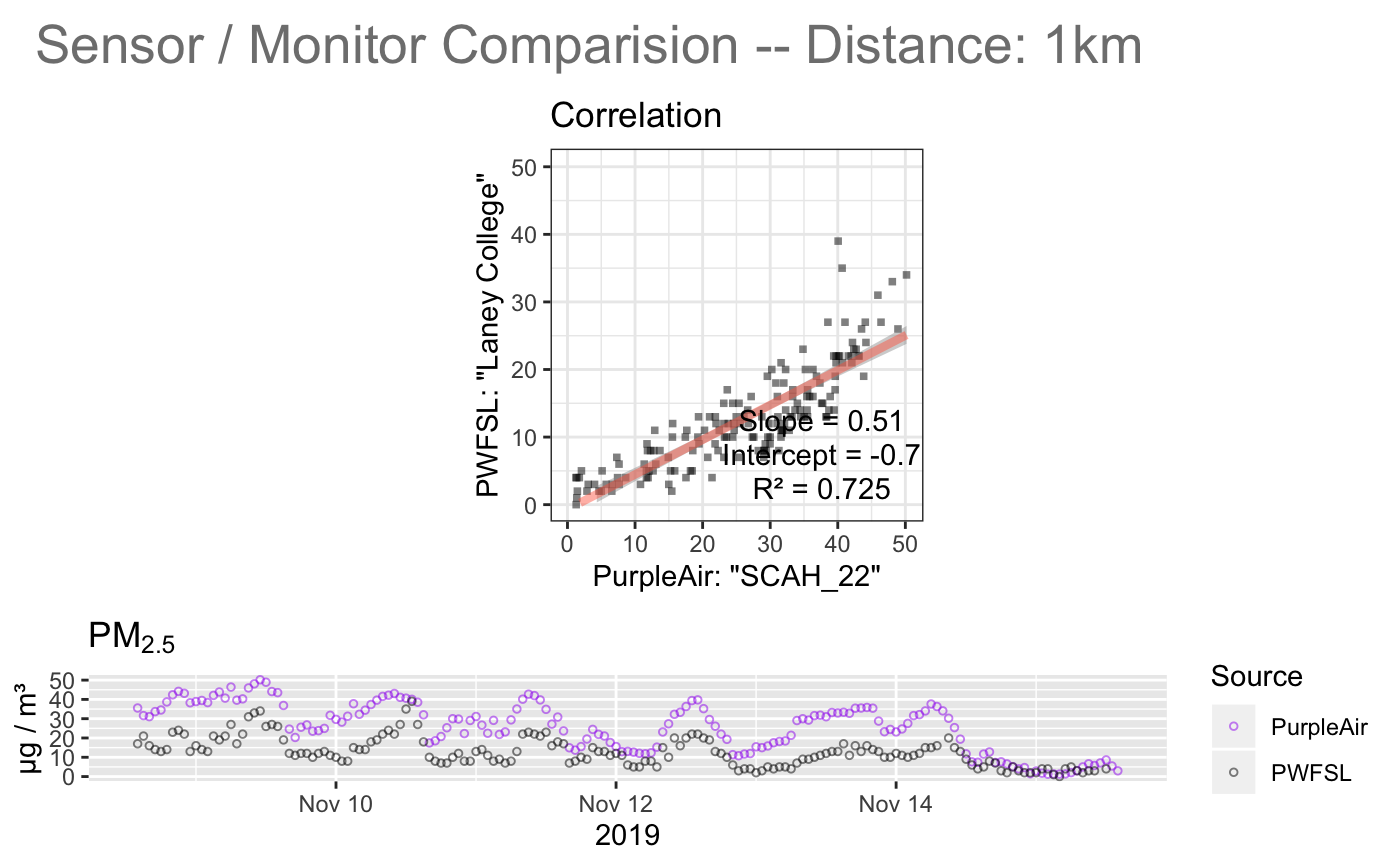 Sensor / Monitor Comparision -- Distance: 1km
Correlation
50
40
30
20
10
0
PWFSL: "Laney College"
Slope = 0.51
Intercept = -0.7
R² = 0.725
0 10 20 30 40 50
PurpleAir: "SCAH_22"
PM2.5
50
40
30
20
10
0
µg / m³
Nov 10 Nov 12 Nov 14
2019
Source
PurpleAir
PWFSL